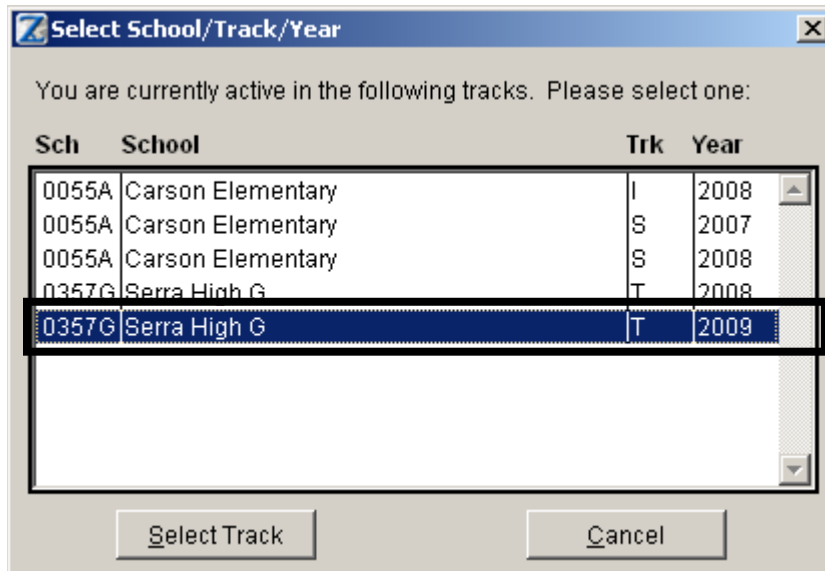 Select School/Track/Year
You are currently active in the following tracks. Please select one:
Sch School Trk Year
0055A Carson Elementary I 2008
0055A Carson Elementary S 2007
0055A Carson Elementary S 2008
0357G Serra High G T 2008
0357G Serra High G T 2009
Select Track Cancel